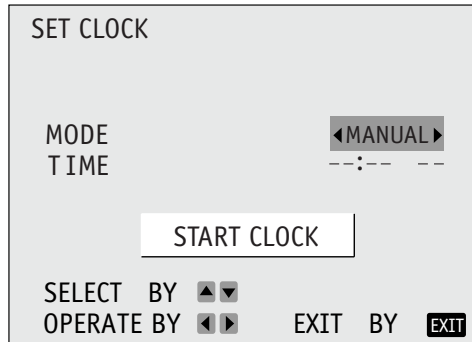 SET CLOCK
MODE ◀MANUAL▶
TIME --:-- --
START CLOCK
SELECT BY ▲▼
OPERATE BY ◀▶ EXIT BY EXIT